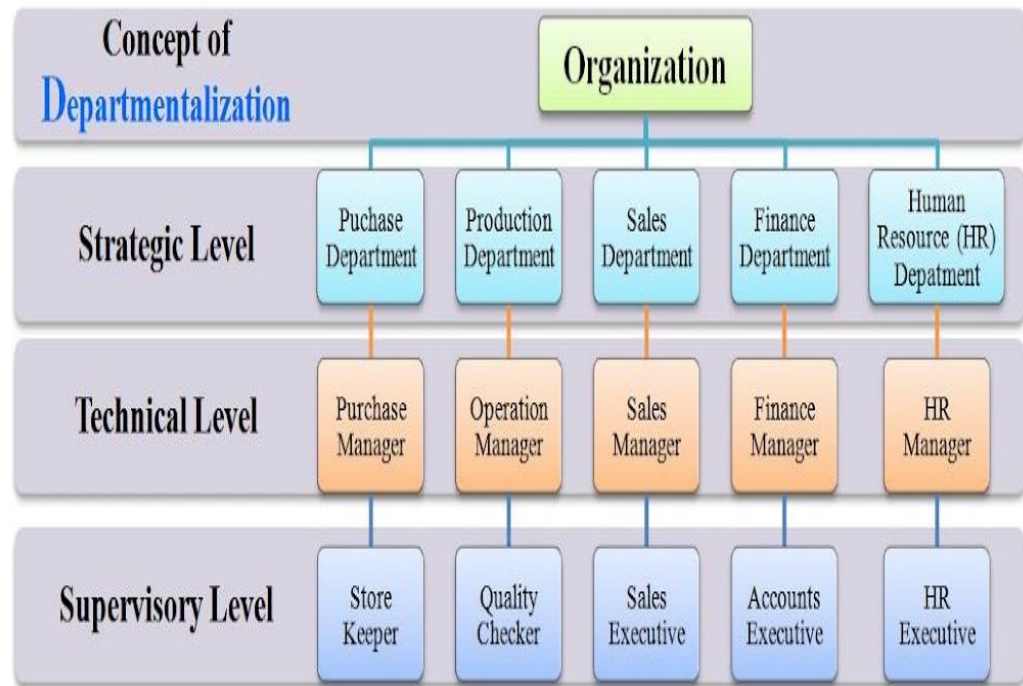 Concept of
Departmentalization
Organization
Strategic Level
Puchase
Department
Production
Department
Sales
Department
Finance
Department
Human
Resource (HR)
Depatment
Technical Level
Purchase
Manager
Operation
Manager
Sales
Manager
Finance
Manager
HR
Manager
Supervisory Level
Store
Keeper
Quality
Checker
Sales
Executive
Accounts
Executive
HR
Executive